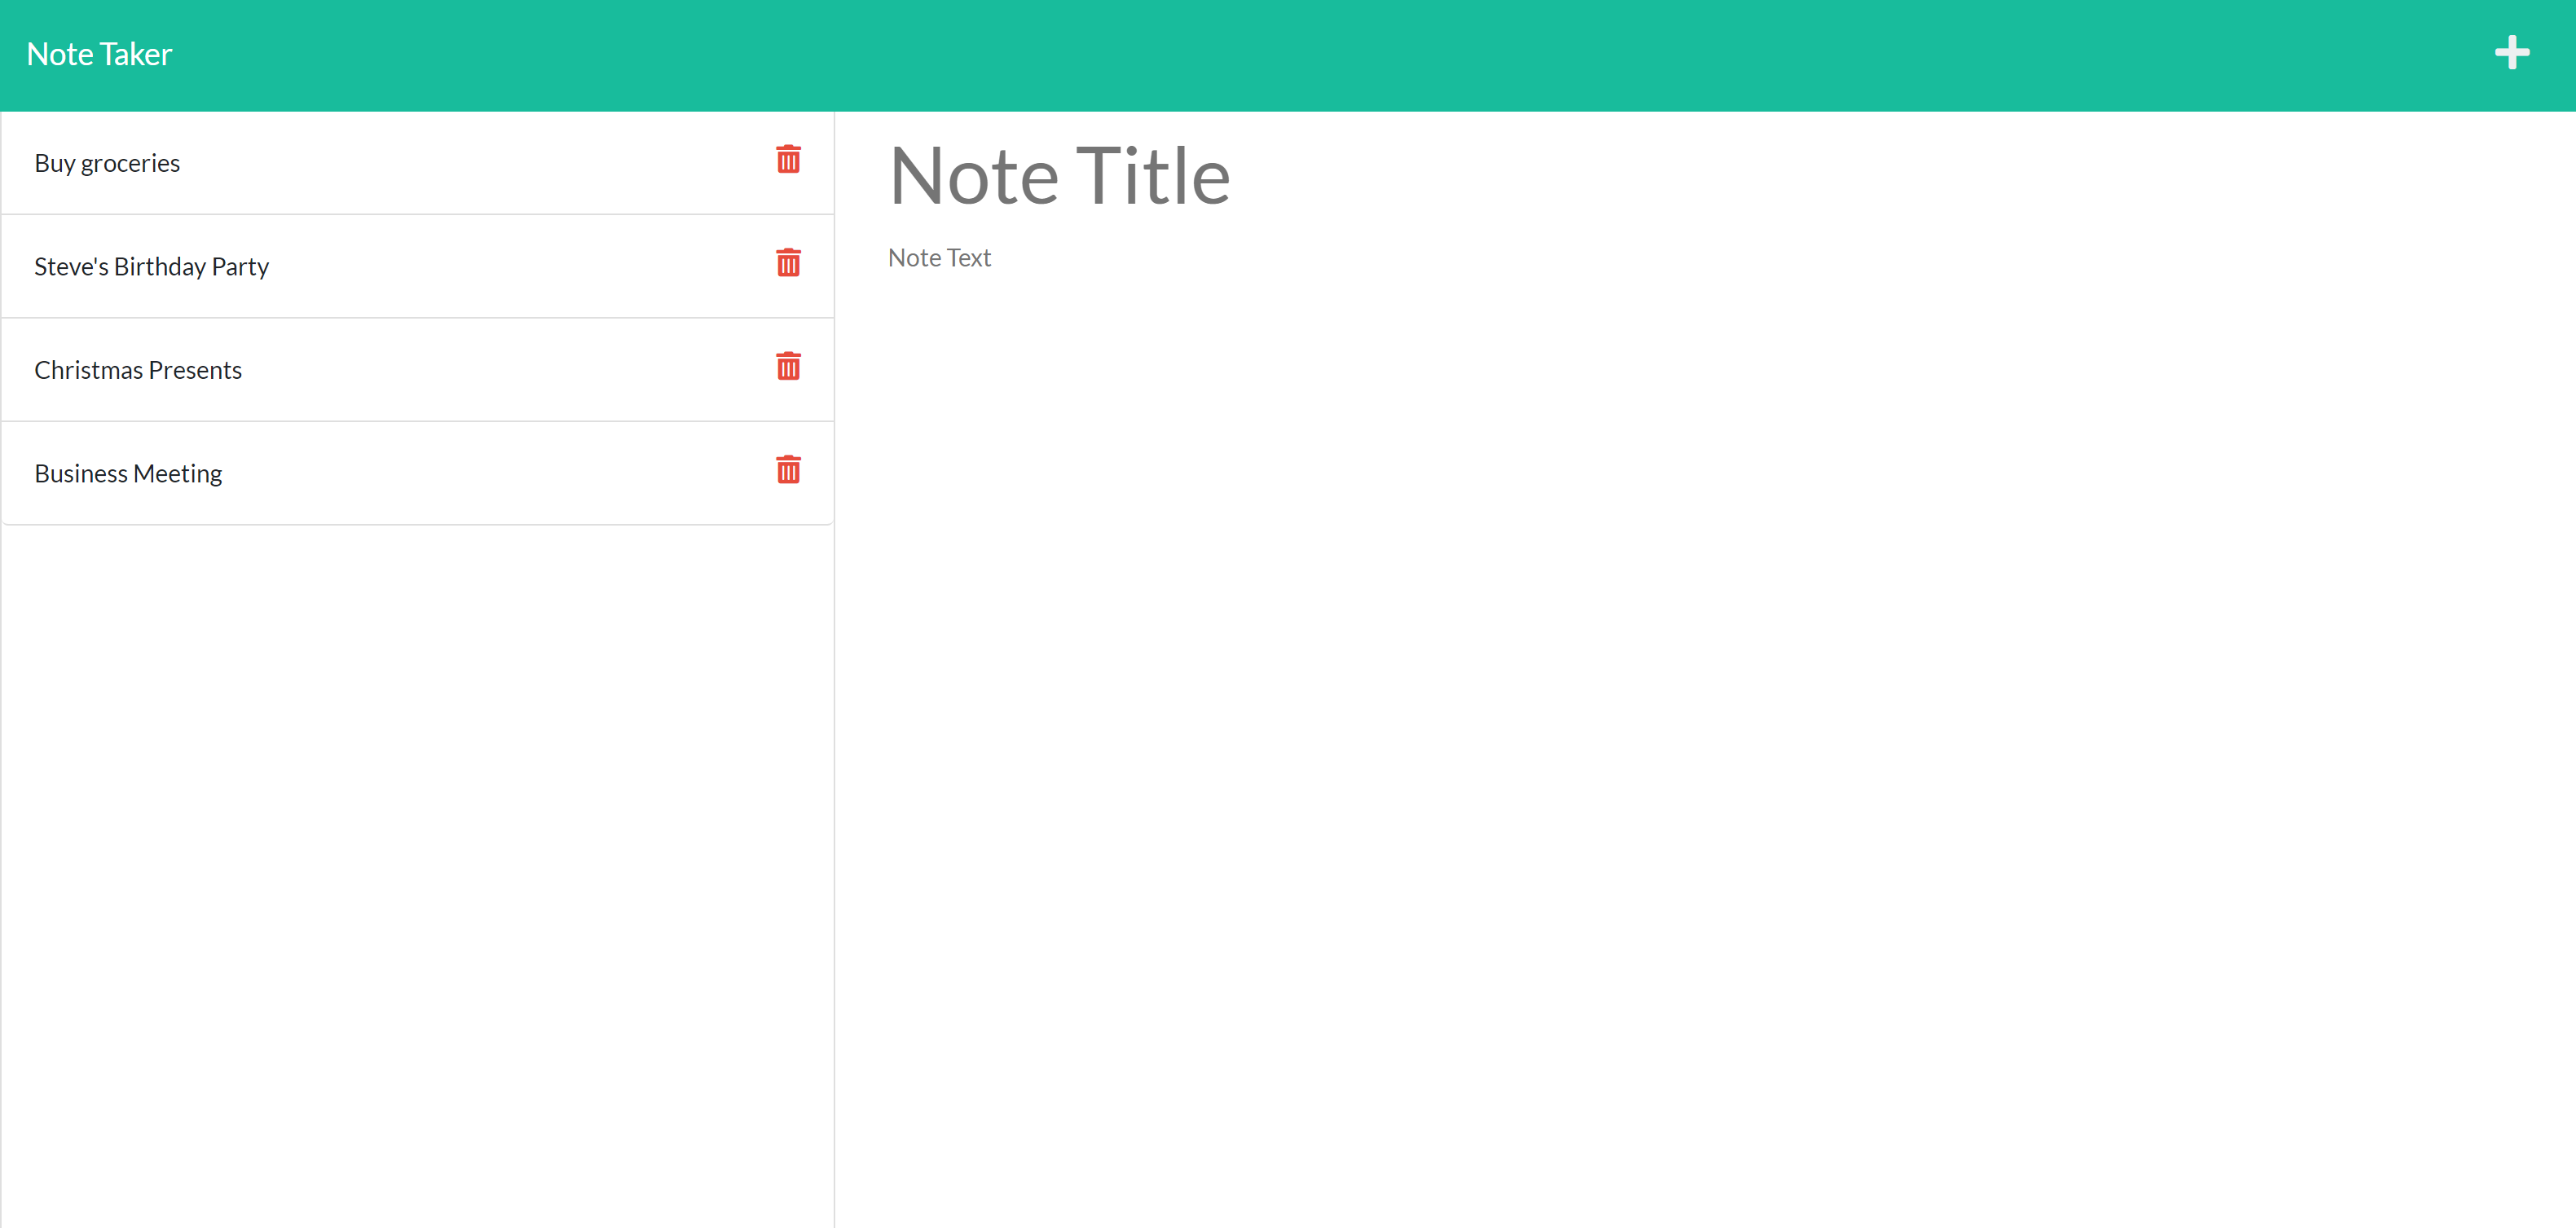 Note Taker
Buy groceries
Steve's Birthday Party
Christmas Presents
Business Meeting
Note Title
Note Text